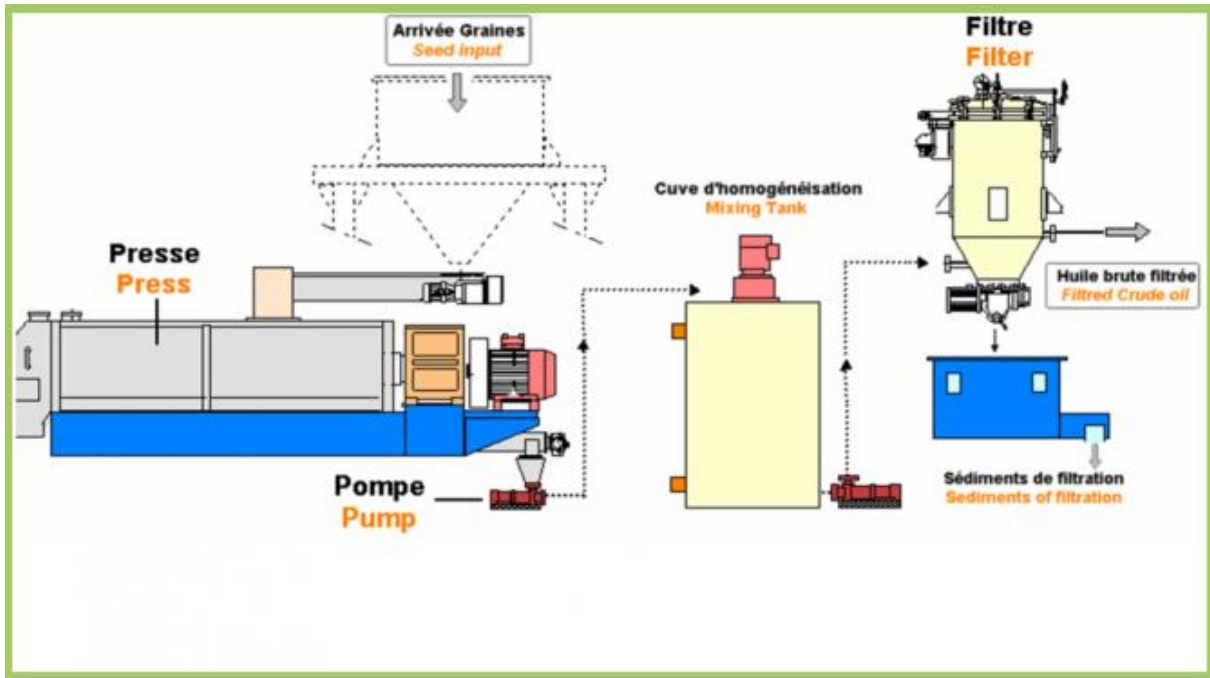 Arrivée Graines
Seed input
Filtre
Filter
Cuve d'homogénéisation
Mixing Tank
Presse
Press
Huile brute filtrée
Filtred Crude oil
Pompe
Pump
Sédiments de filtration
Sediments of filtration